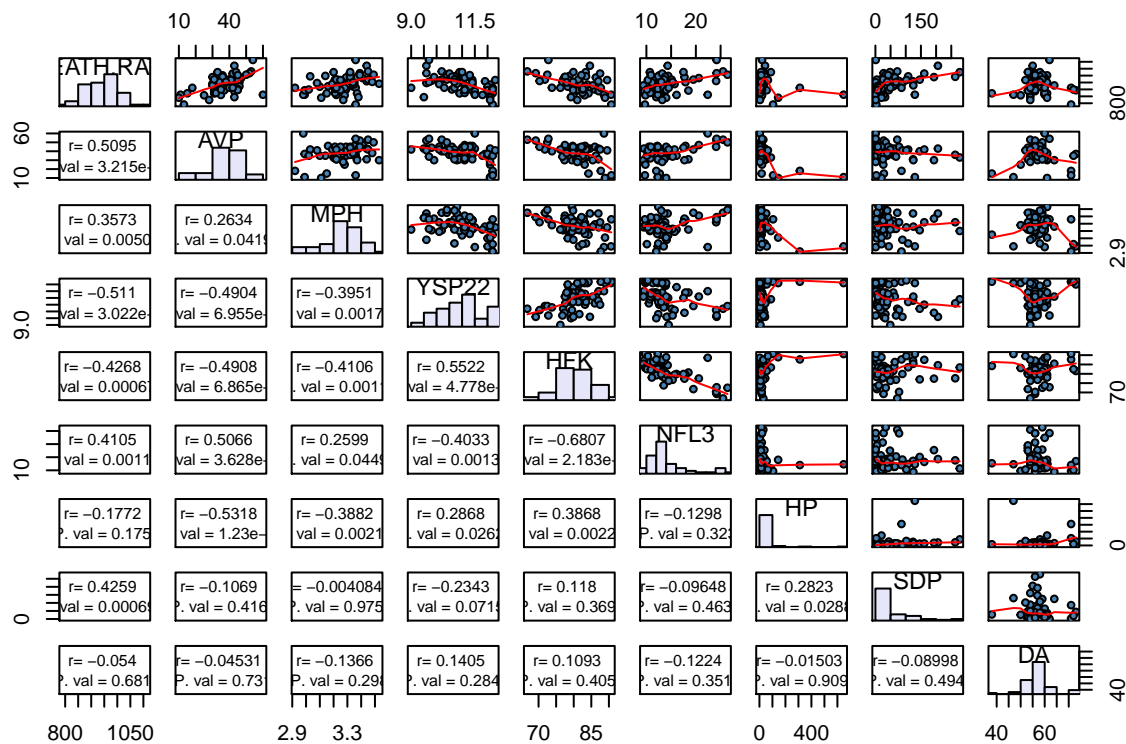 10 40 9.0 11.5 10 20 0 150
EATH RA
800
60
10
r= 0.5095
val = 3.215e-
AVP
r= 0.3573
val = 0.0050
r= 0.2634
. val = 0.0419
MPH
2.9
9.0
r= −0.511
val = 3.022e-
r= −0.4904
val = 6.955e-
r= −0.3951
val = 0.0017
YSP22
r= −0.4268
val = 0.00067
r= −0.4908
val = 6.865e-
r= −0.4106
. val = 0.0011
r= 0.5522
val = 4.778e-
HFK
70
10
r= 0.4105
val = 0.0011
r= 0.5066
val = 3.628e-
r= 0.2599
. val = 0.0449
r= −0.4033
val = 0.0013
r= −0.6807
val = 2.183e-
NFL3
r= −0.1772
P. val = 0.175
r= −0.5318
val = 1.23e−
r= −0.3882
val = 0.0021
r= 0.2868
. val = 0.0262
r= 0.3868
val = 0.0022
r= −0.1298
P. val = 0.323
HP
0
0
r= 0.4259
val = 0.00069
r= −0.1069
P. val = 0.416
= −0.004084
P. val = 0.975
r= −0.2343
. val = 0.0715
r= 0.118
P. val = 0.369
r= −0.09648
P. val = 0.463
r= 0.2823
. val = 0.0288
SDP
r= −0.054
P. val = 0.681
r= −0.04531
P. val = 0.731
r= −0.1366
P. val = 0.298
r= 0.1405
P. val = 0.284
r= 0.1093
P. val = 0.405
r= −0.1224
P. val = 0.351
r= −0.01503
P. val = 0.909
r= −0.08998
P. val = 0.494
DA
40
800 1050 2.9 3.3 70 85 0 400 40 60